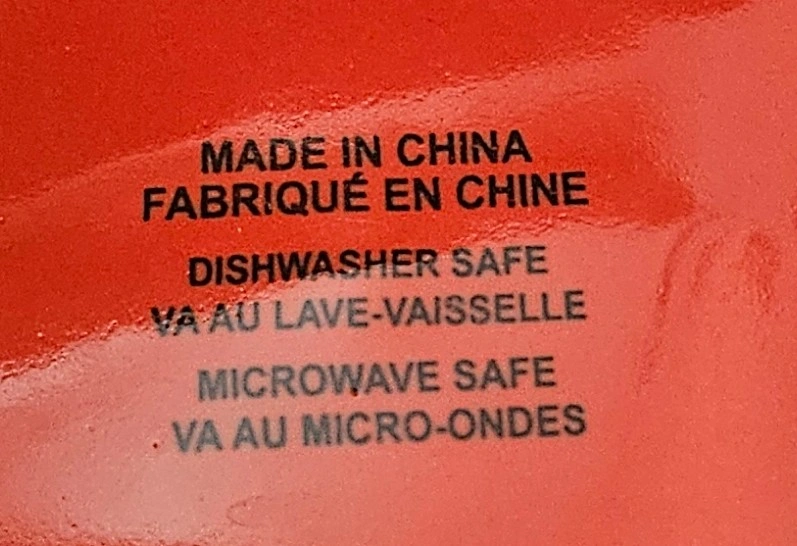 MADE IN CHINA
FABRIQUÉ EN CHINE
DISHWASHER SAFE
VA AU LAVE-VAISSELLE
MICROWAVE SAFE
VA AU MICRO-ONDES